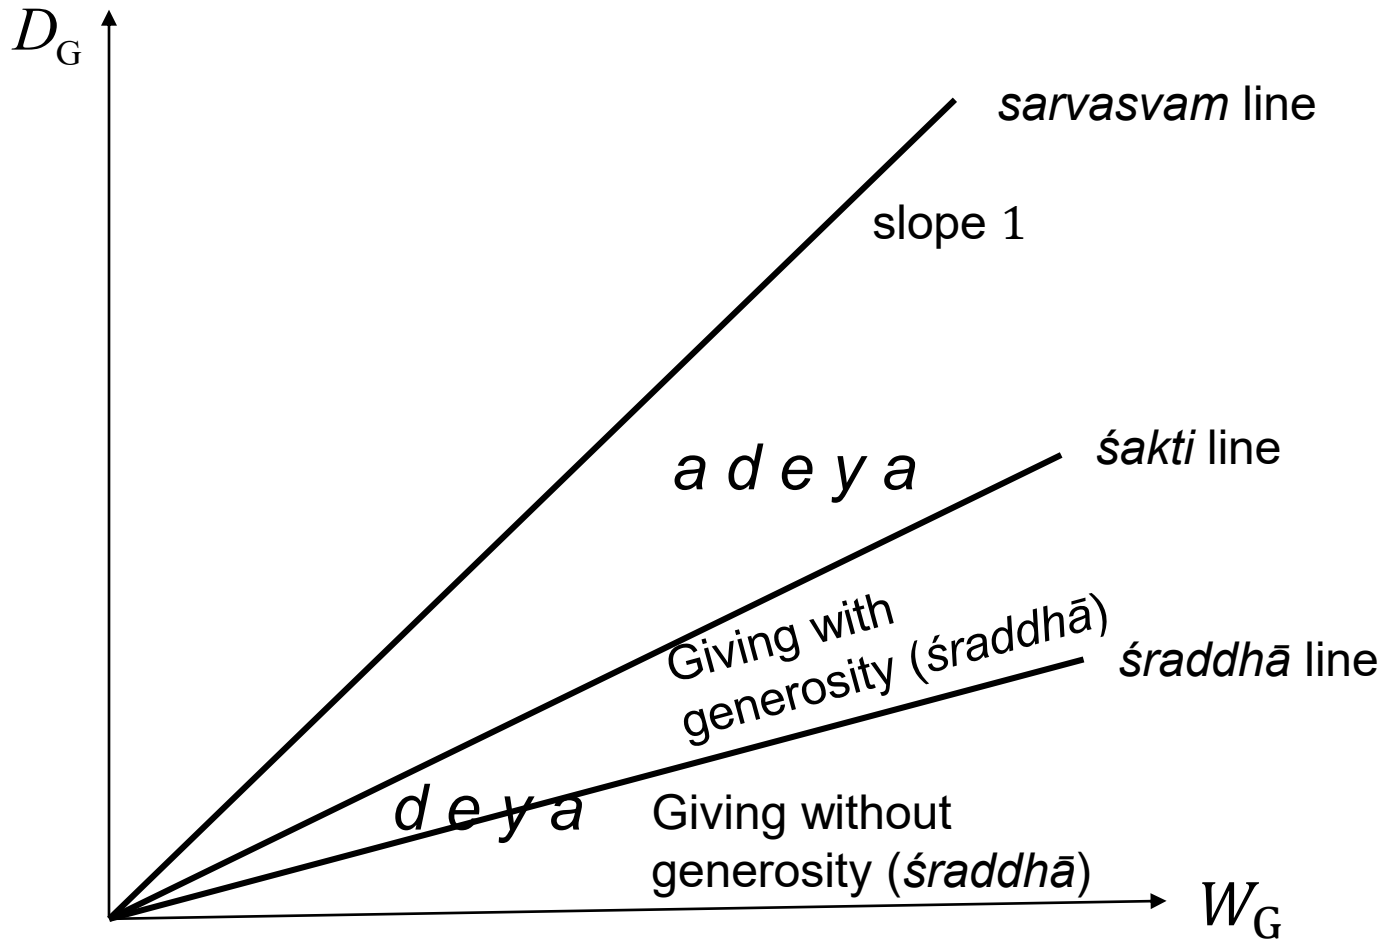 D_G
sarvasvam line
slope 1
a d e y a
śakti line
Giving with
generosity (śraddhā)
śraddhā line
d e y a
Giving without
generosity (śraddhā)
W_G